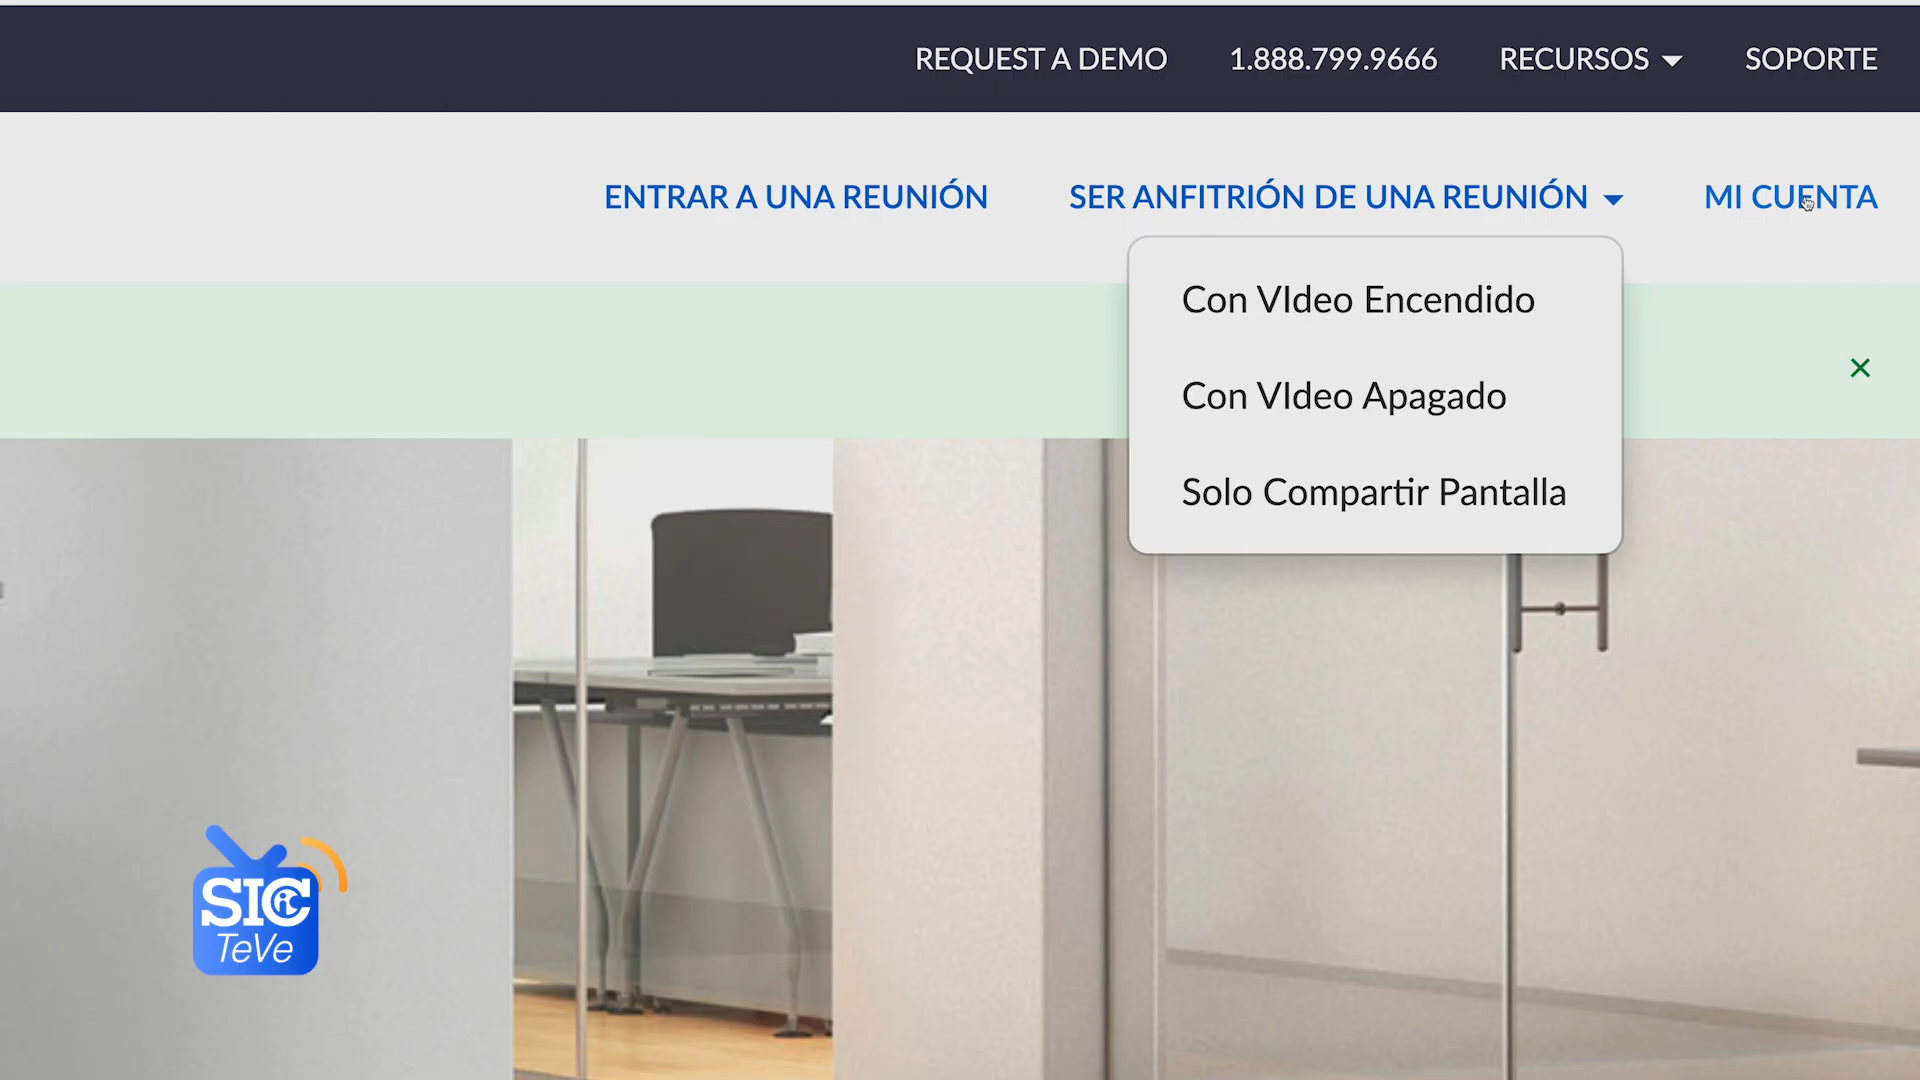 REQUEST A DEMO 1.888.799.9666 RECURSOS SOPORTE
ENTRAR A UNA REUNIÓN SER ANFITRIÓN DE UNA REUNIÓN MI CUENTA
Con VIdeo Encendido
Con VIdeo Apagado
Solo Compartir Pantalla
SIC
TeVe